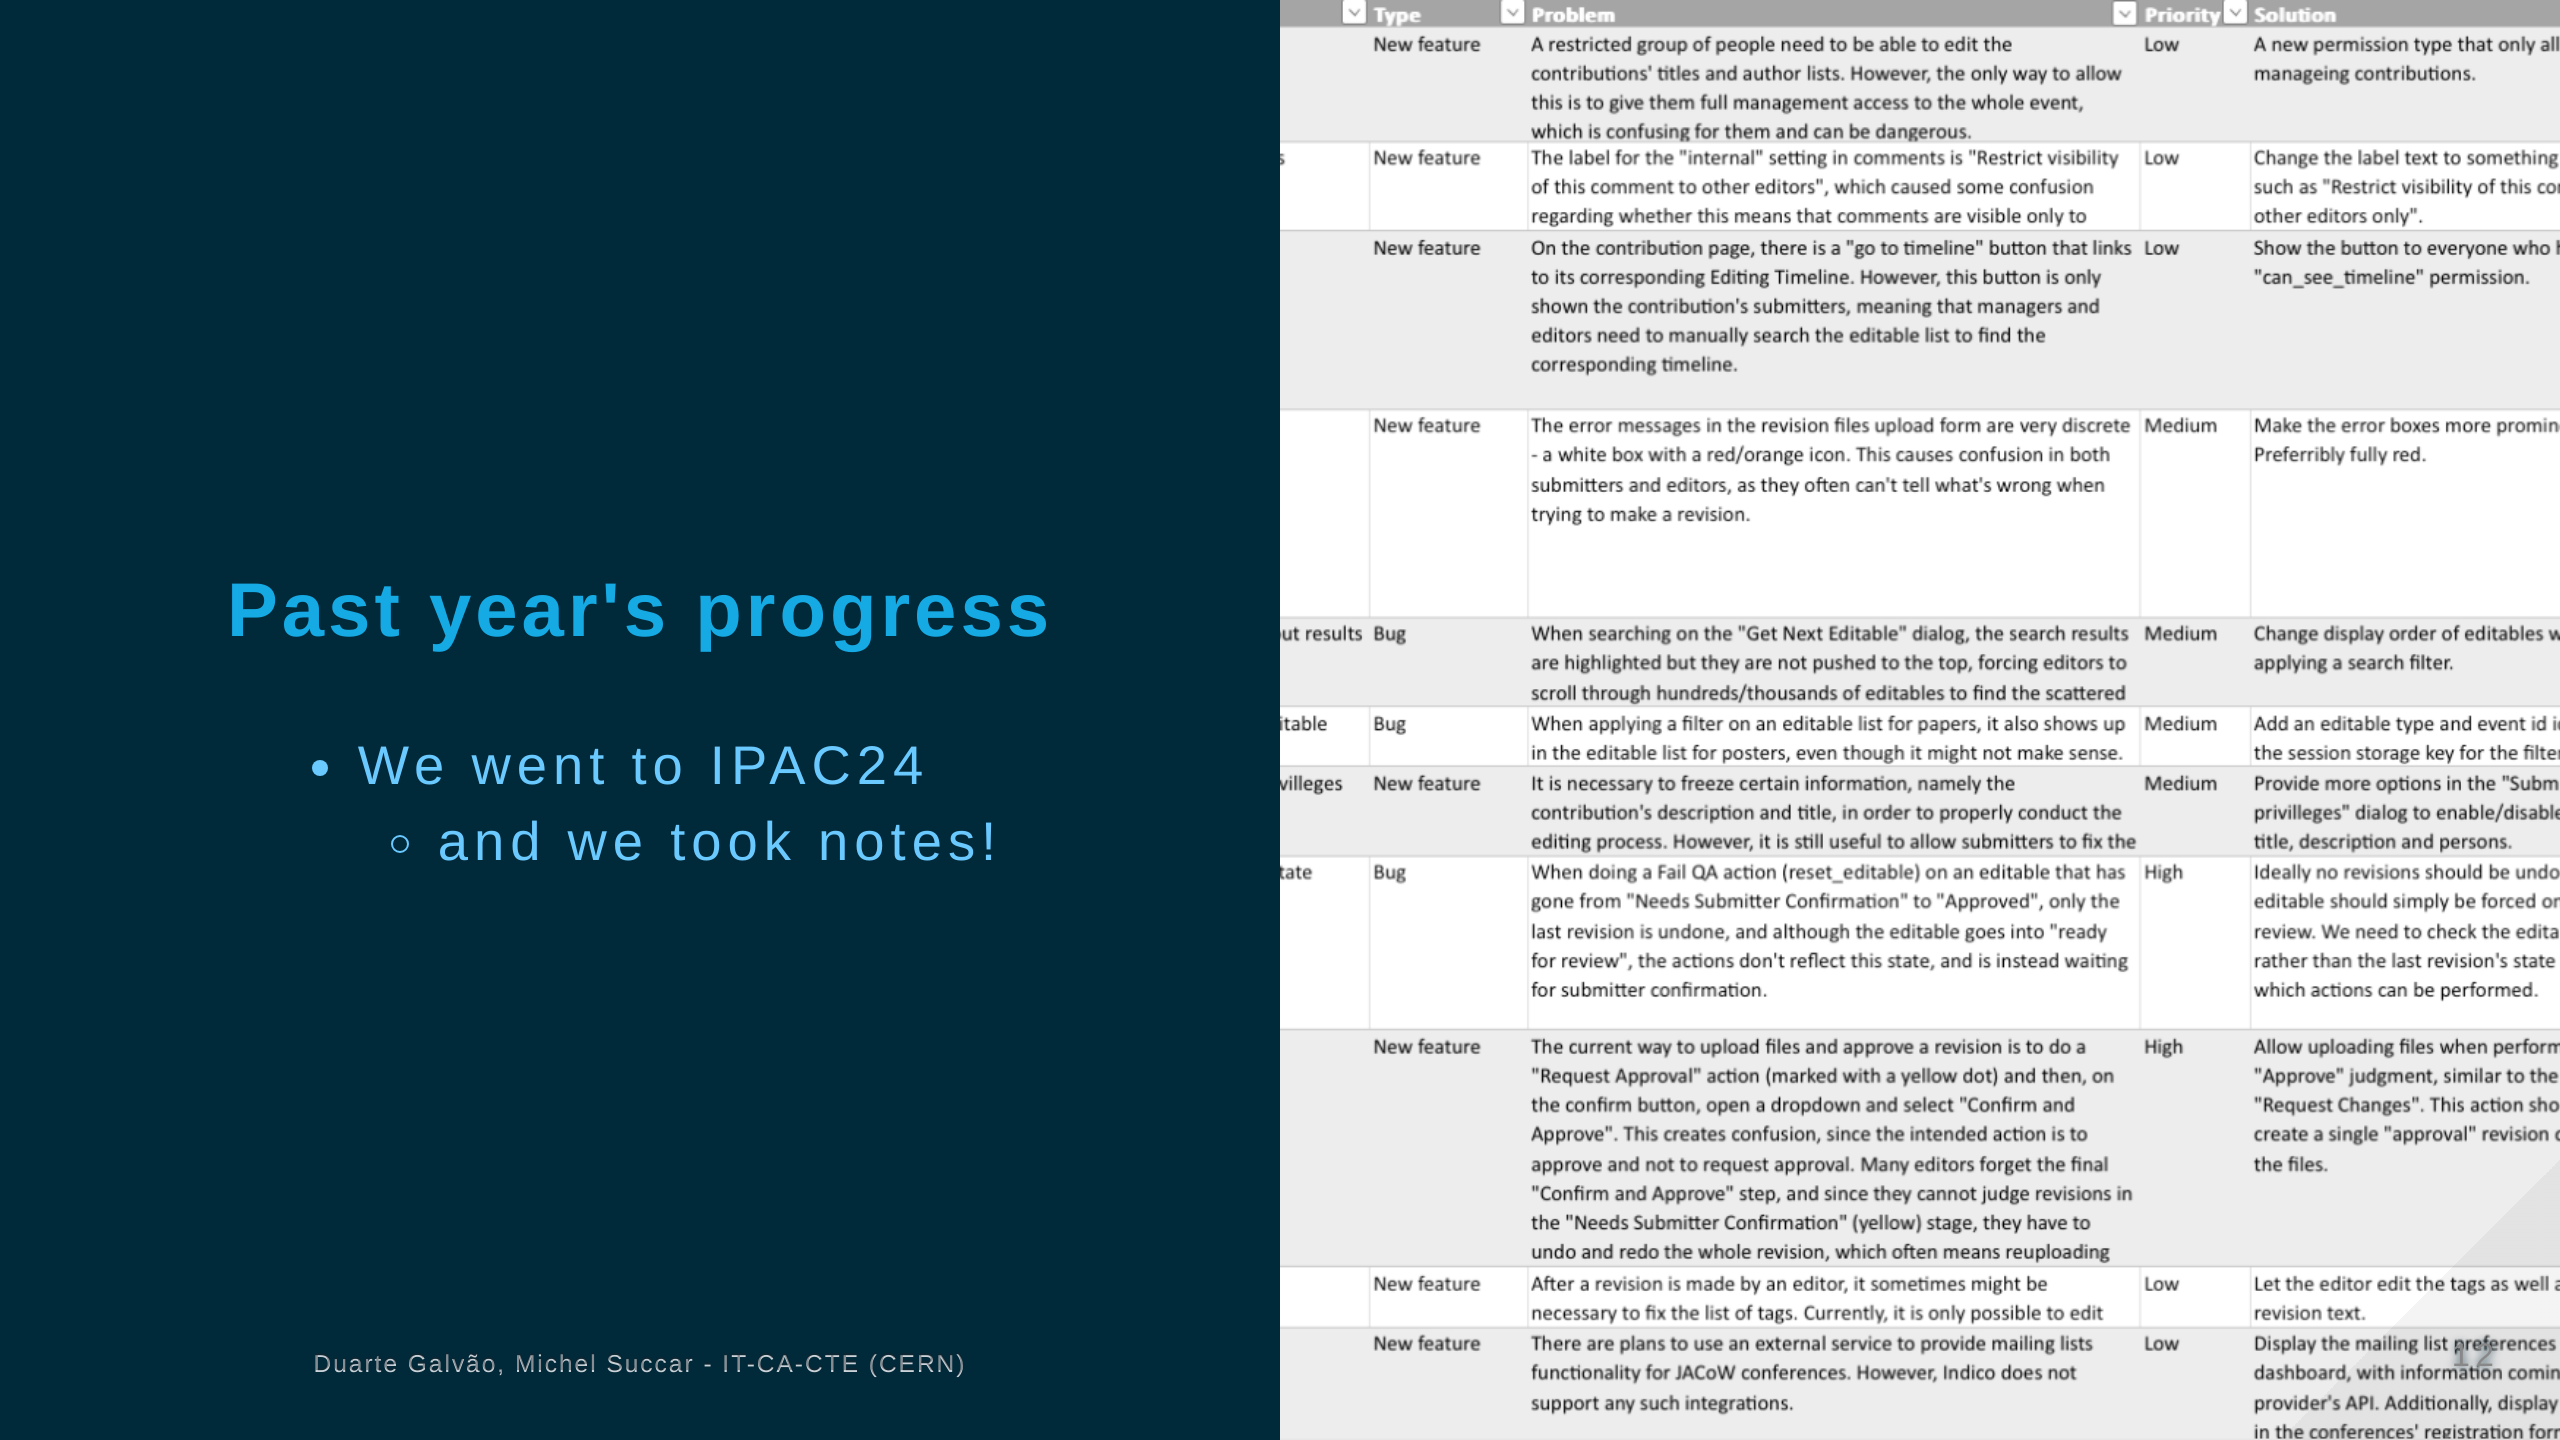 Past year's progress
• We went to IPAC24
◦ and we took notes!
Duarte Galvão, Michel Succar - IT-CA-CTE (CERN)
Type Problem Priority Solution
New feature
A restricted group of people need to be able to edit the
contributions' titles and author lists. However, the only way to allow
this is to give them full management access to the whole event,
which is confusing for them and can be dangerous.
Low
A new permission type that only all
manageing contributions.
s
New feature
The label for the "internal" setting in comments is "Restrict visibility
of this comment to other editors", which caused some confusion
regarding whether this means that comments are visible only to
Low
Change the label text to something
such as "Restrict visibility of this co
other editors only".
New feature
On the contribution page, there is a "go to timeline" button that links
to its corresponding Editing Timeline. However, this button is only
shown the contribution's submitters, meaning that managers and
editors need to manually search the editable list to find the
corresponding timeline.
Low
Show the button to everyone who
"can_see_timeline" permission.
New feature
The error messages in the revision files upload form are very discrete
- a white box with a red/orange icon. This causes confusion in both
submitters and editors, as they often can't tell what's wrong when
trying to make a revision.
Medium
Make the error boxes more promin
Preferribly fully red.
ut results
Bug
When searching on the "Get Next Editable" dialog, the search results
are highlighted but they are not pushed to the top, forcing editors to
scroll through hundreds/thousands of editables to find the scattered
Medium
Change display order of editables w
applying a search filter.
itable
Bug
When applying a filter on an editable list for papers, it also shows up
in the editable list for posters, even though it might not make sense.
Medium
Add an editable type and event id i
the session storage key for the filte
villeges
New feature
It is necessary to freeze certain information, namely the
contribution's description and title, in order to properly conduct the
editing process. However, it is still useful to allow submitters to fix the
Medium
Provide more options in the "Subm
privilleges" dialog to enable/disable
title, description and persons.
tate
Bug
When doing a Fail QA action (reset_editable) on an editable that has
gone from "Needs Submitter Confirmation" to "Approved", only the
last revision is undone, and although the editable goes into "ready
for review", the actions don't reflect this state, and is instead waiting
for submitter confirmation.
High
Ideally no revisions should be undo
editable should simply be forced or
review. We need to check the edita
rather than the last revision's state
which actions can be performed.
New feature
The current way to upload files and approve a revision is to do a
"Request Approval" action (marked with a yellow dot) and then, on
the confirm button, open a dropdown and select "Confirm and
Approve". This creates confusion, since the intended action is to
approve and not to request approval. Many editors forget the final
"Confirm and Approve" step, and since they cannot judge revisions in
the "Needs Submitter Confirmation" (yellow) stage, they have to
undo and redo the whole revision, which often means reuploading
High
Allow uploading files when perform
"Approve" judgment, similar to the
"Request Changes". This action sho
create a single "approval" revision
the files.
New feature
After a revision is made by an editor, it sometimes might be
necessary to fix the list of tags. Currently, it is only possible to edit
Low
Let the editor edit the tags as well a
revision text.
New feature
There are plans to use an external service to provide mailing lists
functionality for JACoW conferences. However, Indico does not
support any such integrations.
Low
Display the mailing list preferences
dashboard, with information comin
provider's API. Additionally, display
in the conferences' registration form
12